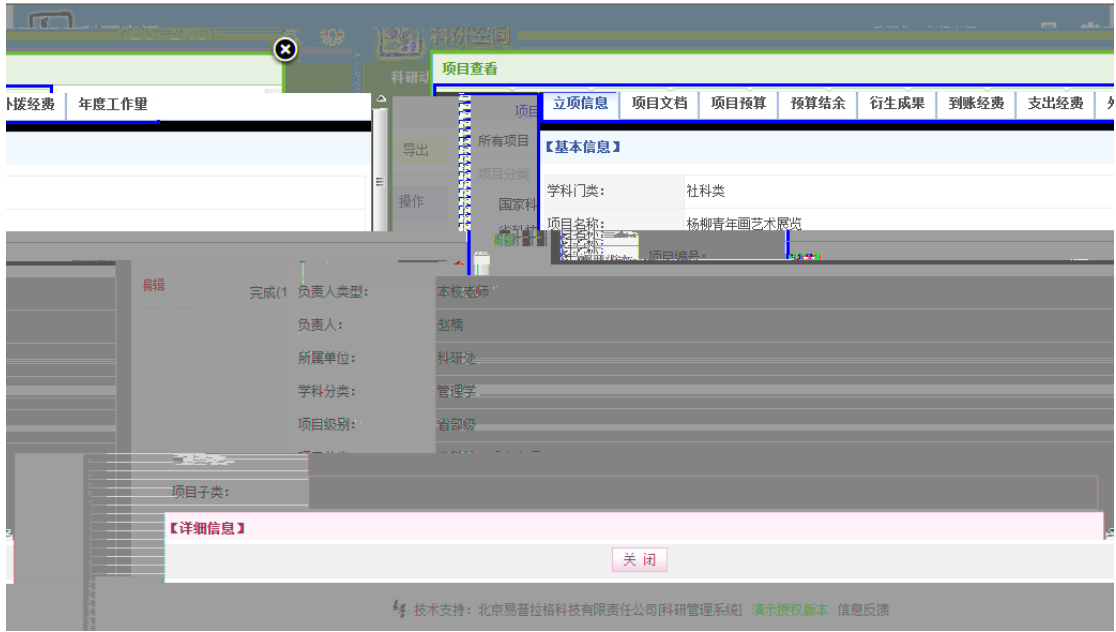 科研空间
科研动
项目查看
外拨经费 年度工作量
立项信息 项目文档 项目预算 预算结余 衍生成果 到账经费 支出经费
项目
导出
所有项目
【基本信息】
项目分类
学科门类： 社科类
操作
国家科
项目名称： 杨柳青年画艺术展览
编辑
项目编号：
编辑
完成(1
负责人类型： 本校老师
负责人： 赵楠
所属单位： 科研处
学科分类： 管理学
项目级别： 省部级
项目子类：
【详细信息】
关 闭
技术支持：北京易普拉格科技有限责任公司[科研管理系统] 演示授权版本 信息反馈